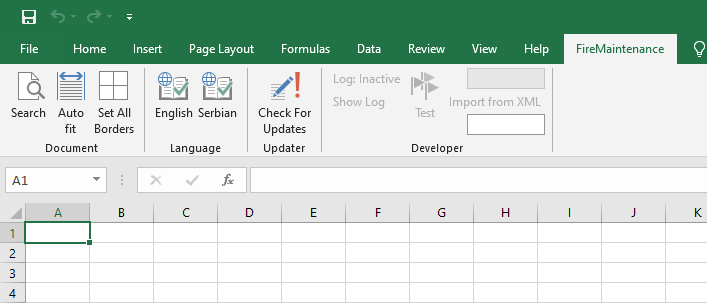 File Home Insert Page Layout Formulas Data Review View Help FireMaintenance
Search Auto fit Set All Borders English Serbian Check For Updates Log: Inactive Show Log Test Import from XML
Document Language Updater Developer
A1 fx
A B C D E F G H I J K
1
2
3
4